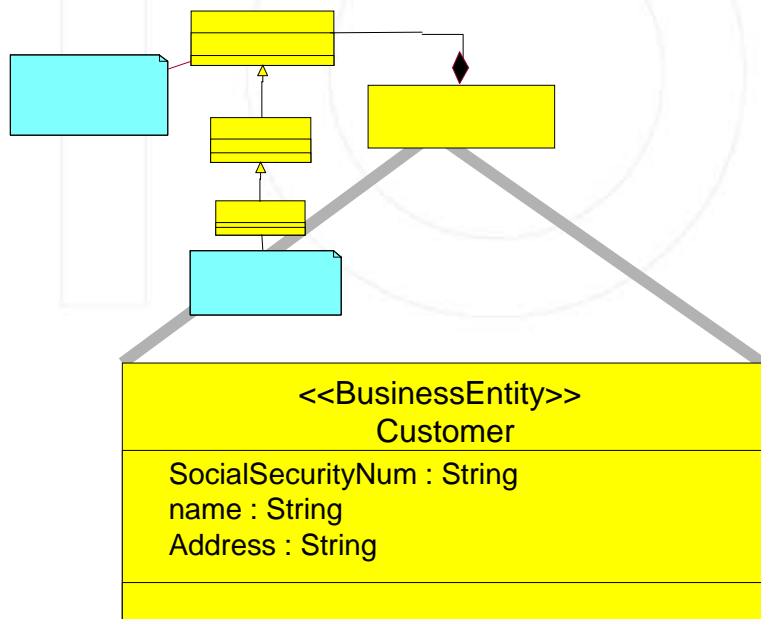 <<BusinessEntity>>
Customer
SocialSecurityNum : String
name : String
Address : String